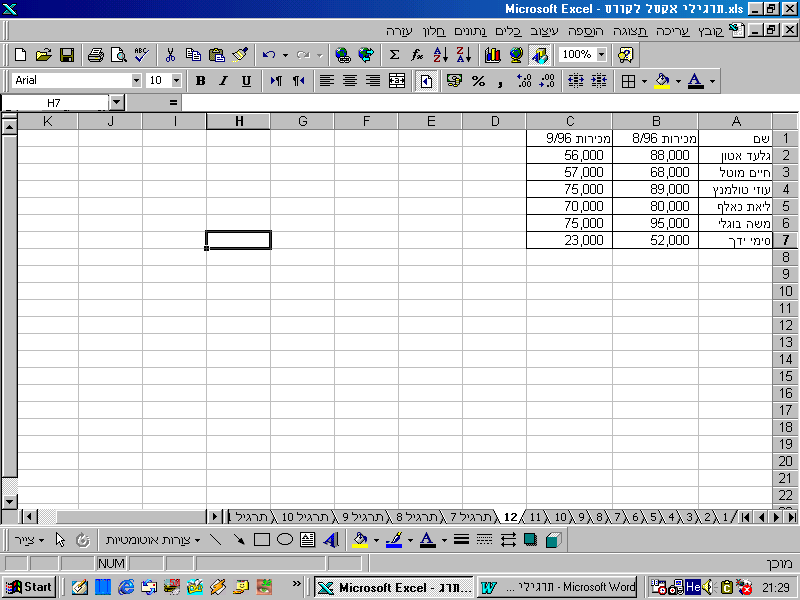 Microsoft Excel - תרגילי אקסל לקורס.xls
קובץ עריכה תצוגה הוספה עיצוב כלים נתונים חלון עזרה
100%
Arial 10 B I U
H7 =
K J I H G F E D C B A
1 שם מכירות 8/96 מכירות 9/96
2 גלעד אטון 88,000 56,000
3 חיים מוטל 68,000 57,000
4 עוזי טולמנץ 89,000 75,000
5 ליאת כאלף 80,000 70,000
6 משה בוגלי 95,000 75,000
7 סימי ידך 52,000 23,000
8
9
10
11
12
13
14
15
16
17
18
19
20
21
22
1 2 3 4 5 6 7 8 9 10 11 12 תרגיל 7 תרגיל 8 תרגיל 9 תרגיל 10 תרגיל 1
צייר צורות אוטומטיות
מוכן NUM
Start Microsoft Excel - תרג... תרגילי ... - Microsoft Word He 21:29